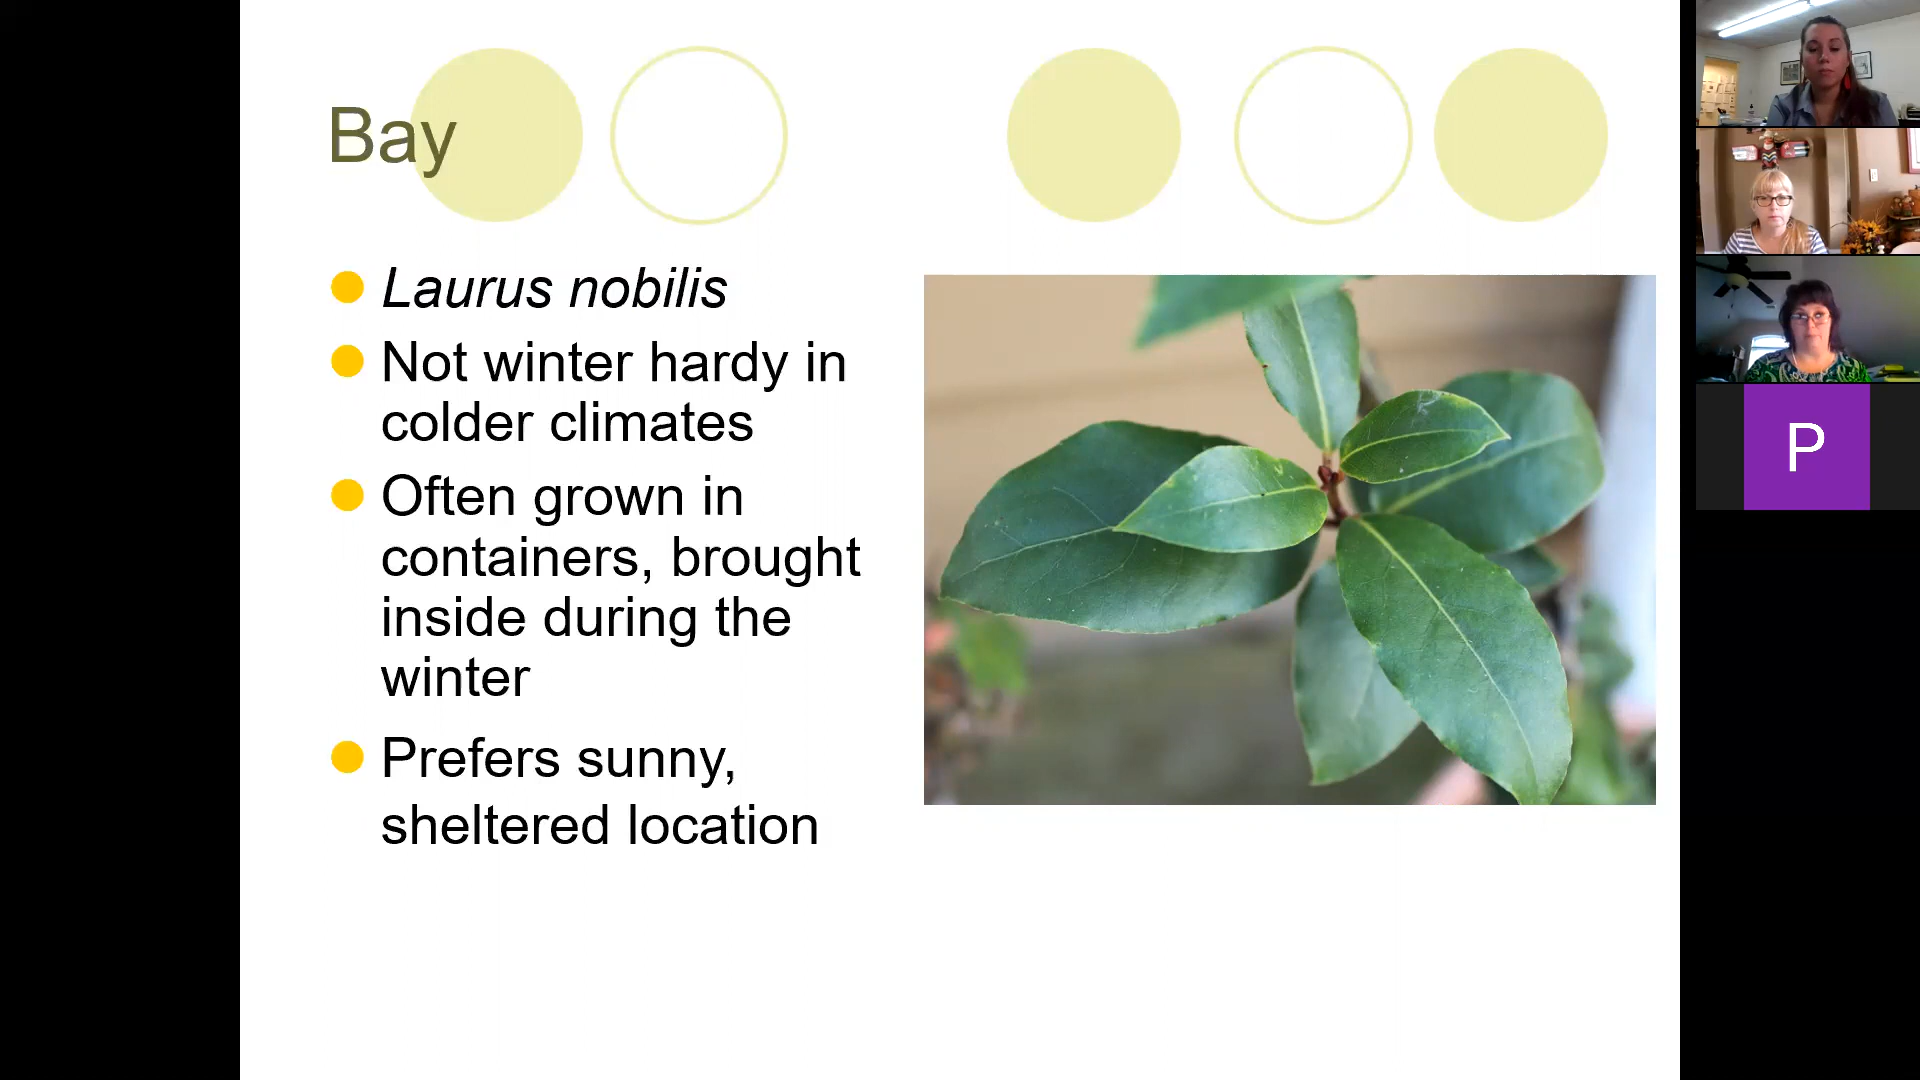 Bay
Laurus nobilis
Not winter hardy in
colder climates
Often grown in
containers, brought
inside during the
winter
Prefers sunny,
sheltered location
P